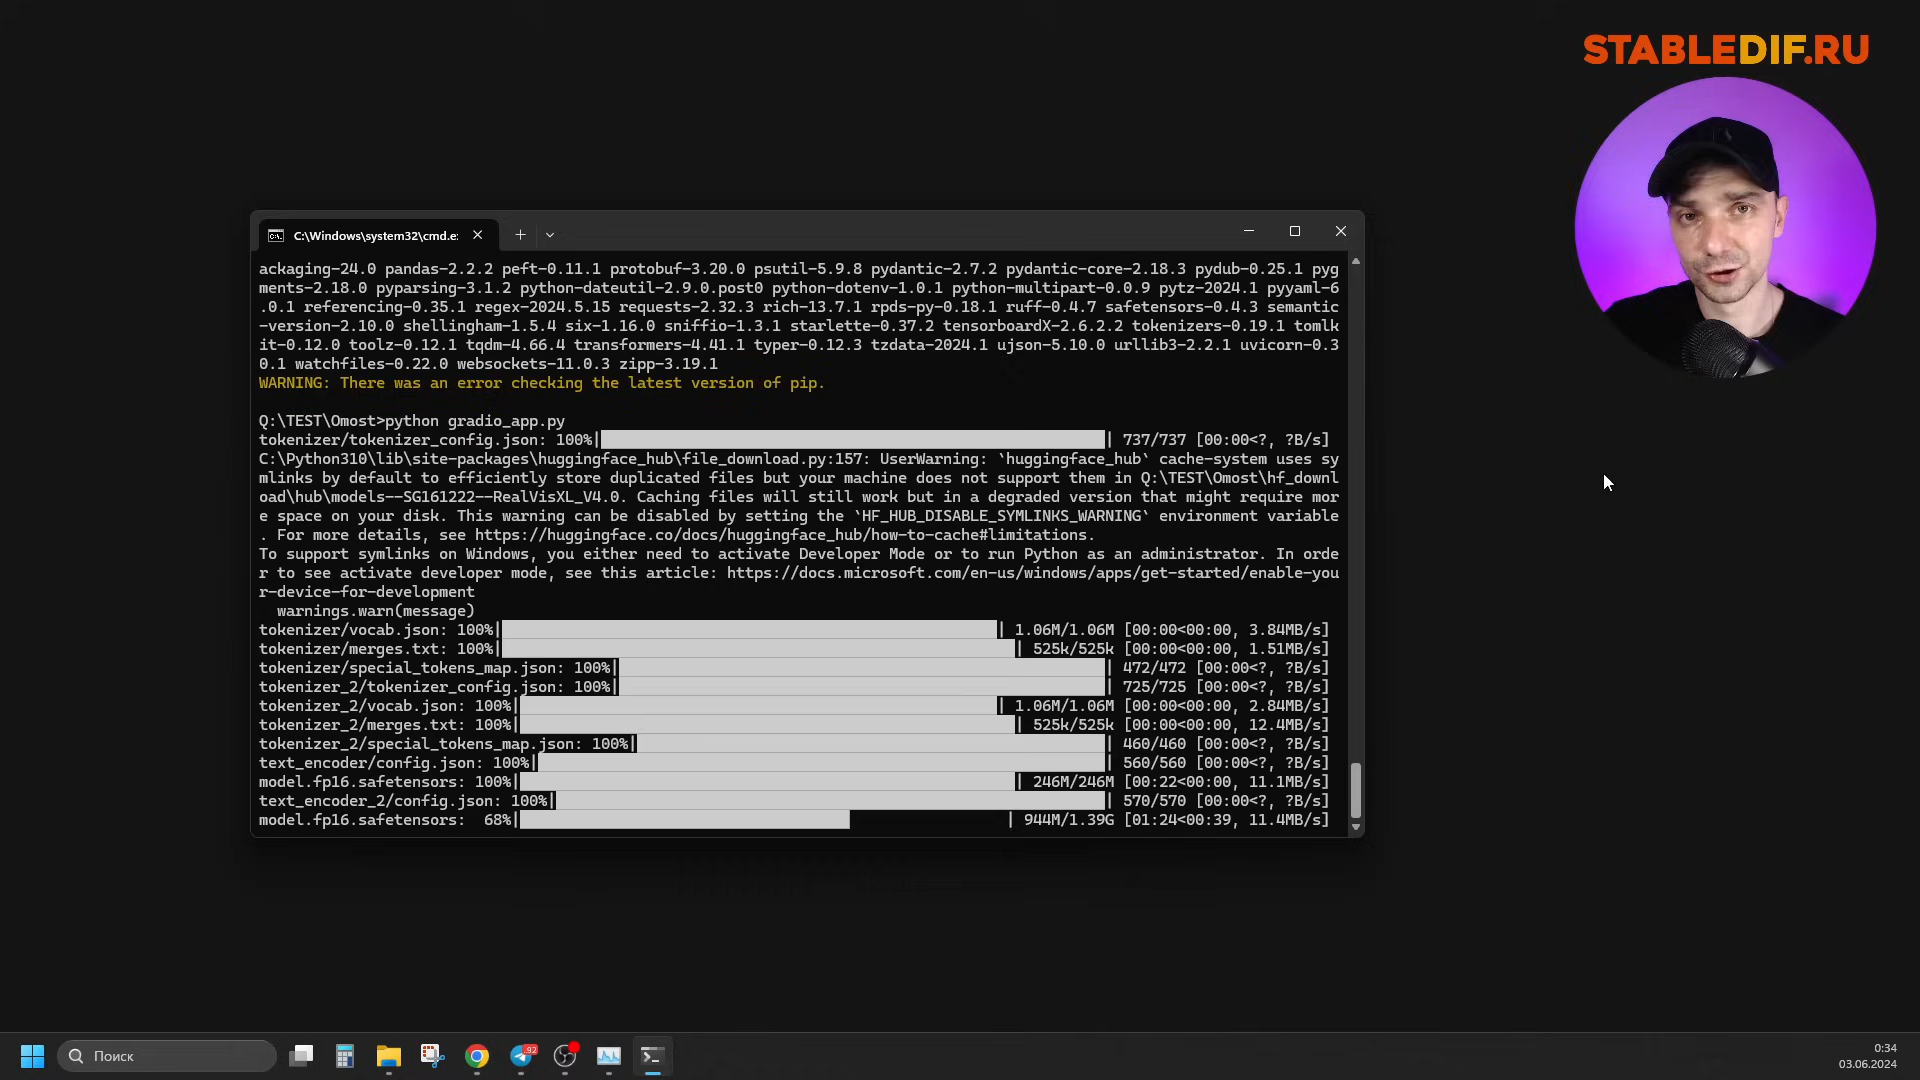 STABLEDIF.RU
C:\Windows\system32\cmd.e:
ackaging-24.0 pandas-2.2.2 peft-0.11.1 protobuf-3.20.0 psutil-5.9.8 pydantic-2.7.2 pydantic-core-2.18.3 pydub-0.25.1 pyg
ments-2.18.0 pyparsing-3.1.2 python-dateutil-2.9.0.post0 python-dotenv-1.0.1 python-multipart-0.0.9 pytz-2024.1 pyyaml-6
.0.1 referencing-0.35.1 regex-2024.5.15 requests-2.32.3 rich-13.7.1 rpds-py-0.18.1 ruff-0.4.7 safetensors-0.4.3 semantic
-version-2.10.0 shellingham-1.5.4 six-1.16.0 sniffio-1.3.1 starlette-0.37.2 tensorboardX-2.6.2.2 tokenizers-0.19.1 tomlk
it-0.12.0 toolz-0.12.1 tqdm-4.66.4 transformers-4.41.1 typer-0.12.3 tzdata-2024.1 ujson-5.10.0 urllib3-2.2.1 uvicorn-0.3
0.1 watchfiles-0.22.0 websockets-11.0.3 zipp-3.19.1
WARNING: There was an error checking the latest version of pip.
Q:\TEST\Omost>python gradio_app.py
tokenizer/tokenizer_config.json: 100%| | 737/737 [00:00<?, ?B/s]
C:\Python310\lib\site-packages\huggingface_hub\file_download.py:157: UserWarning: `huggingface_hub` cache-system uses sy
mlinks by default to efficiently store duplicated files but your machine does not support them in Q:\TEST\Omost\hf_downl
oad\hub\models--SG161222--RealVisXL_V4.0. Caching files will still work but in a degraded version that might require mor
e space on your disk. This warning can be disabled by setting the `HF_HUB_DISABLE_SYMLINKS_WARNING` environment variable
. For more details, see https://huggingface.co/docs/huggingface_hub/how-to-cache#limitations.
To support symlinks on Windows, you either need to activate Developer Mode or to run Python as an administrator. In orde
r to see activate developer mode, see this article: https://docs.microsoft.com/en-us/windows/apps/get-started/enable-you
r-device-for-development
warnings.warn(message)
tokenizer/vocab.json: 100%| | 1.06M/1.06M [00:00<00:00, 3.84MB/s]
tokenizer/merges.txt: 100%| | 525k/525k [00:00<00:00, 1.51MB/s]
tokenizer/special_tokens_map.json: 100%| | 472/472 [00:00<?, ?B/s]
tokenizer_2/tokenizer_config.json: 100%| | 725/725 [00:00<?, ?B/s]
tokenizer_2/vocab.json: 100%| | 1.06M/1.06M [00:00<00:00, 2.84MB/s]
tokenizer_2/merges.txt: 100%| | 525k/525k [00:00<00:00, 12.4MB/s]
tokenizer_2/special_tokens_map.json: 100%| | 460/460 [00:00<?, ?B/s]
text_encoder/config.json: 100%| | 560/560 [00:00<?, ?B/s]
model.fp16.safetensors: 100%| | 246M/246M [00:22<00:00, 11.1MB/s]
text_encoder_2/config.json: 100%| | 570/570 [00:00<?, ?B/s]
model.fp16.safetensors: 68%| | 944M/1.39G [01:24<00:39, 11.4MB/s]
Поиск
92
0:34
03.06.2024